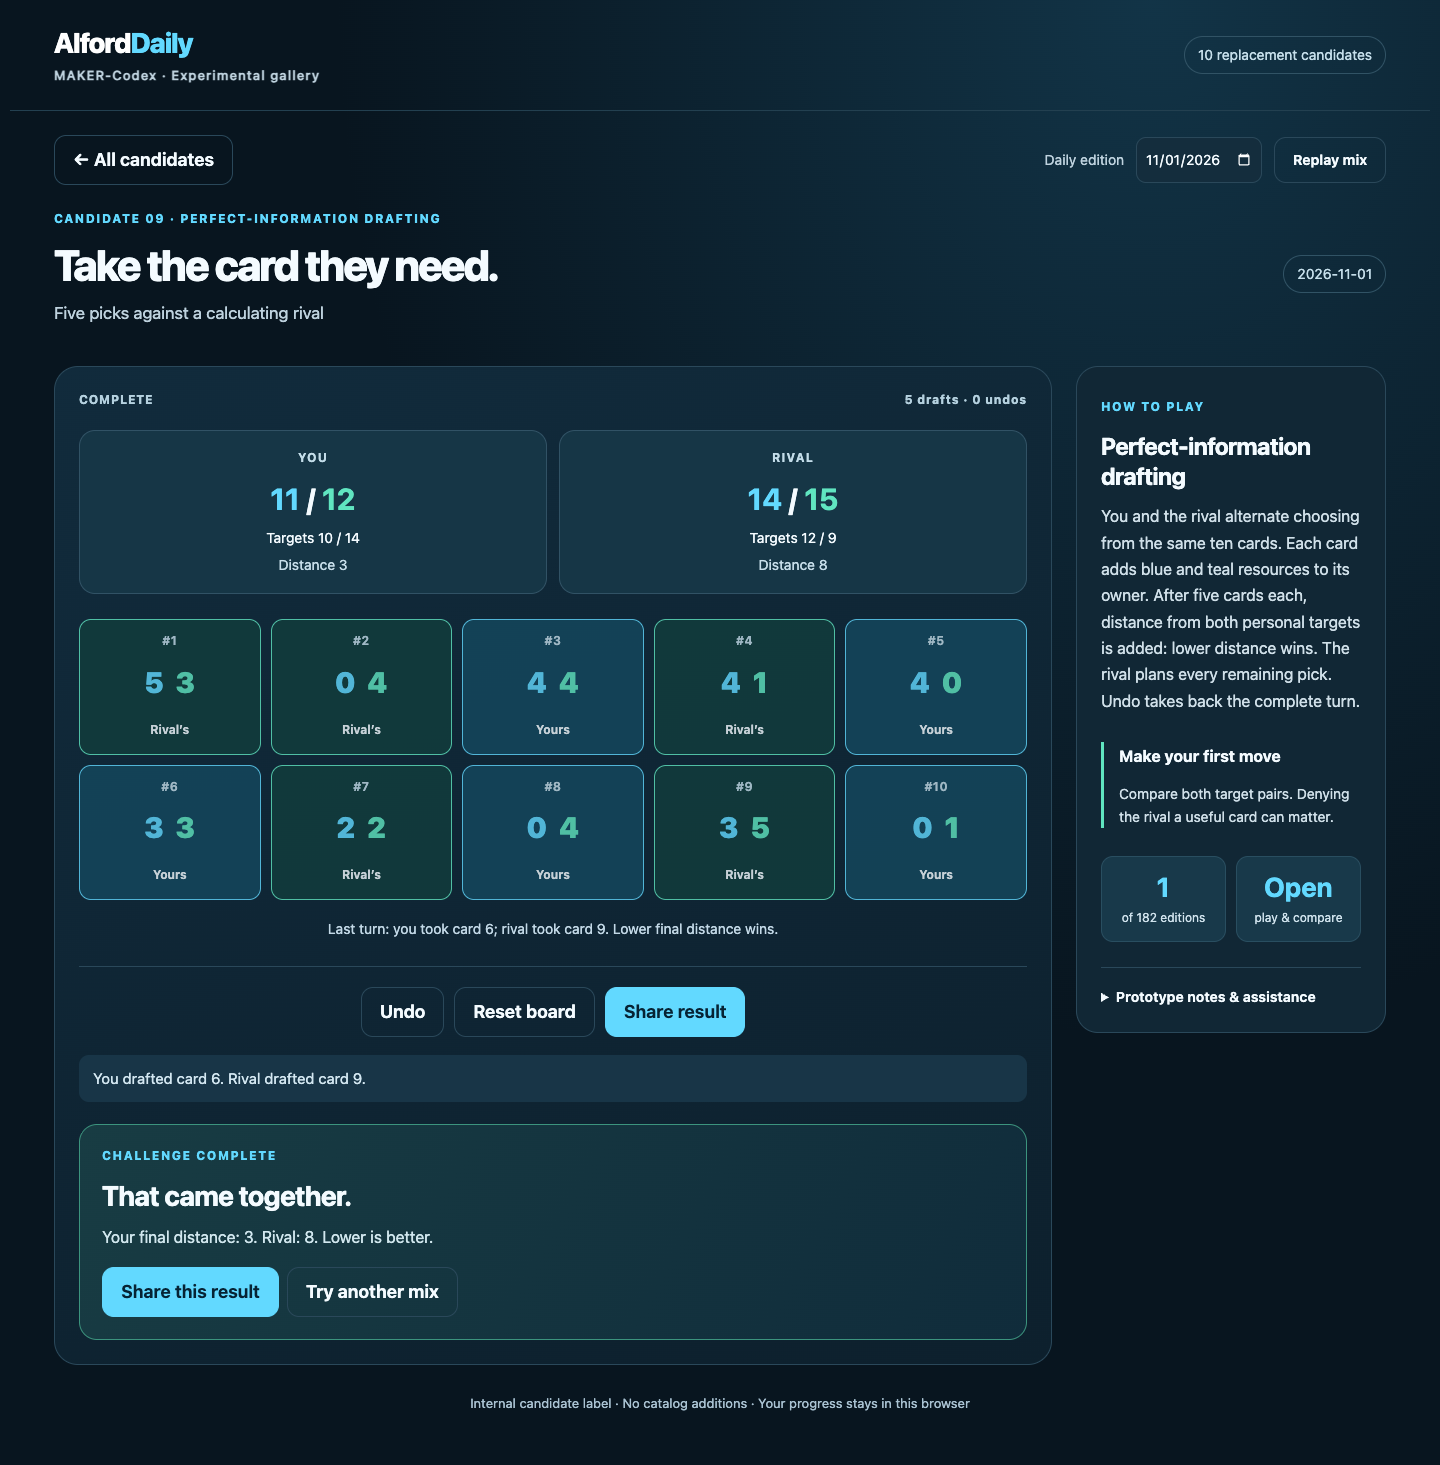 AlfordDaily
MAKER-Codex · Experimental gallery
10 replacement candidates
← All candidates
Daily edition
11/01/2026
Replay mix
CANDIDATE 09 · PERFECT-INFORMATION DRAFTING
Take the card they need.
2026-11-01
Five picks against a calculating rival
COMPLETE
5 drafts · 0 undos
YOU
11 / 12
Targets 10 / 14
Distance 3
RIVAL
14 / 15
Targets 12 / 9
Distance 8
#1
5 3
Rival's
#2
0 4
Rival's
#3
4 4
Yours
#4
4 1
Rival's
#5
4 0
Yours
#6
3 3
Yours
#7
2 2
Rival's
#8
0 4
Yours
#9
3 5
Rival's
#10
0 1
Yours
Last turn: you took card 6; rival took card 9. Lower final distance wins.
Undo
Reset board
Share result
You drafted card 6. Rival drafted card 9.
CHALLENGE COMPLETE
That came together.
Your final distance: 3. Rival: 8. Lower is better.
Share this result
Try another mix
HOW TO PLAY
Perfect-information
drafting
You and the rival alternate choosing
from the same ten cards. Each card
adds blue and teal resources to its
owner. After five cards each,
distance from both personal targets
is added: lower distance wins. The
rival plans every remaining pick.
Undo takes back the complete turn.
Make your first move
Compare both target pairs. Denying
the rival a useful card can matter.
1
of 182 editions
Open
play & compare
▶ Prototype notes & assistance
Internal candidate label · No catalog additions · Your progress stays in this browser